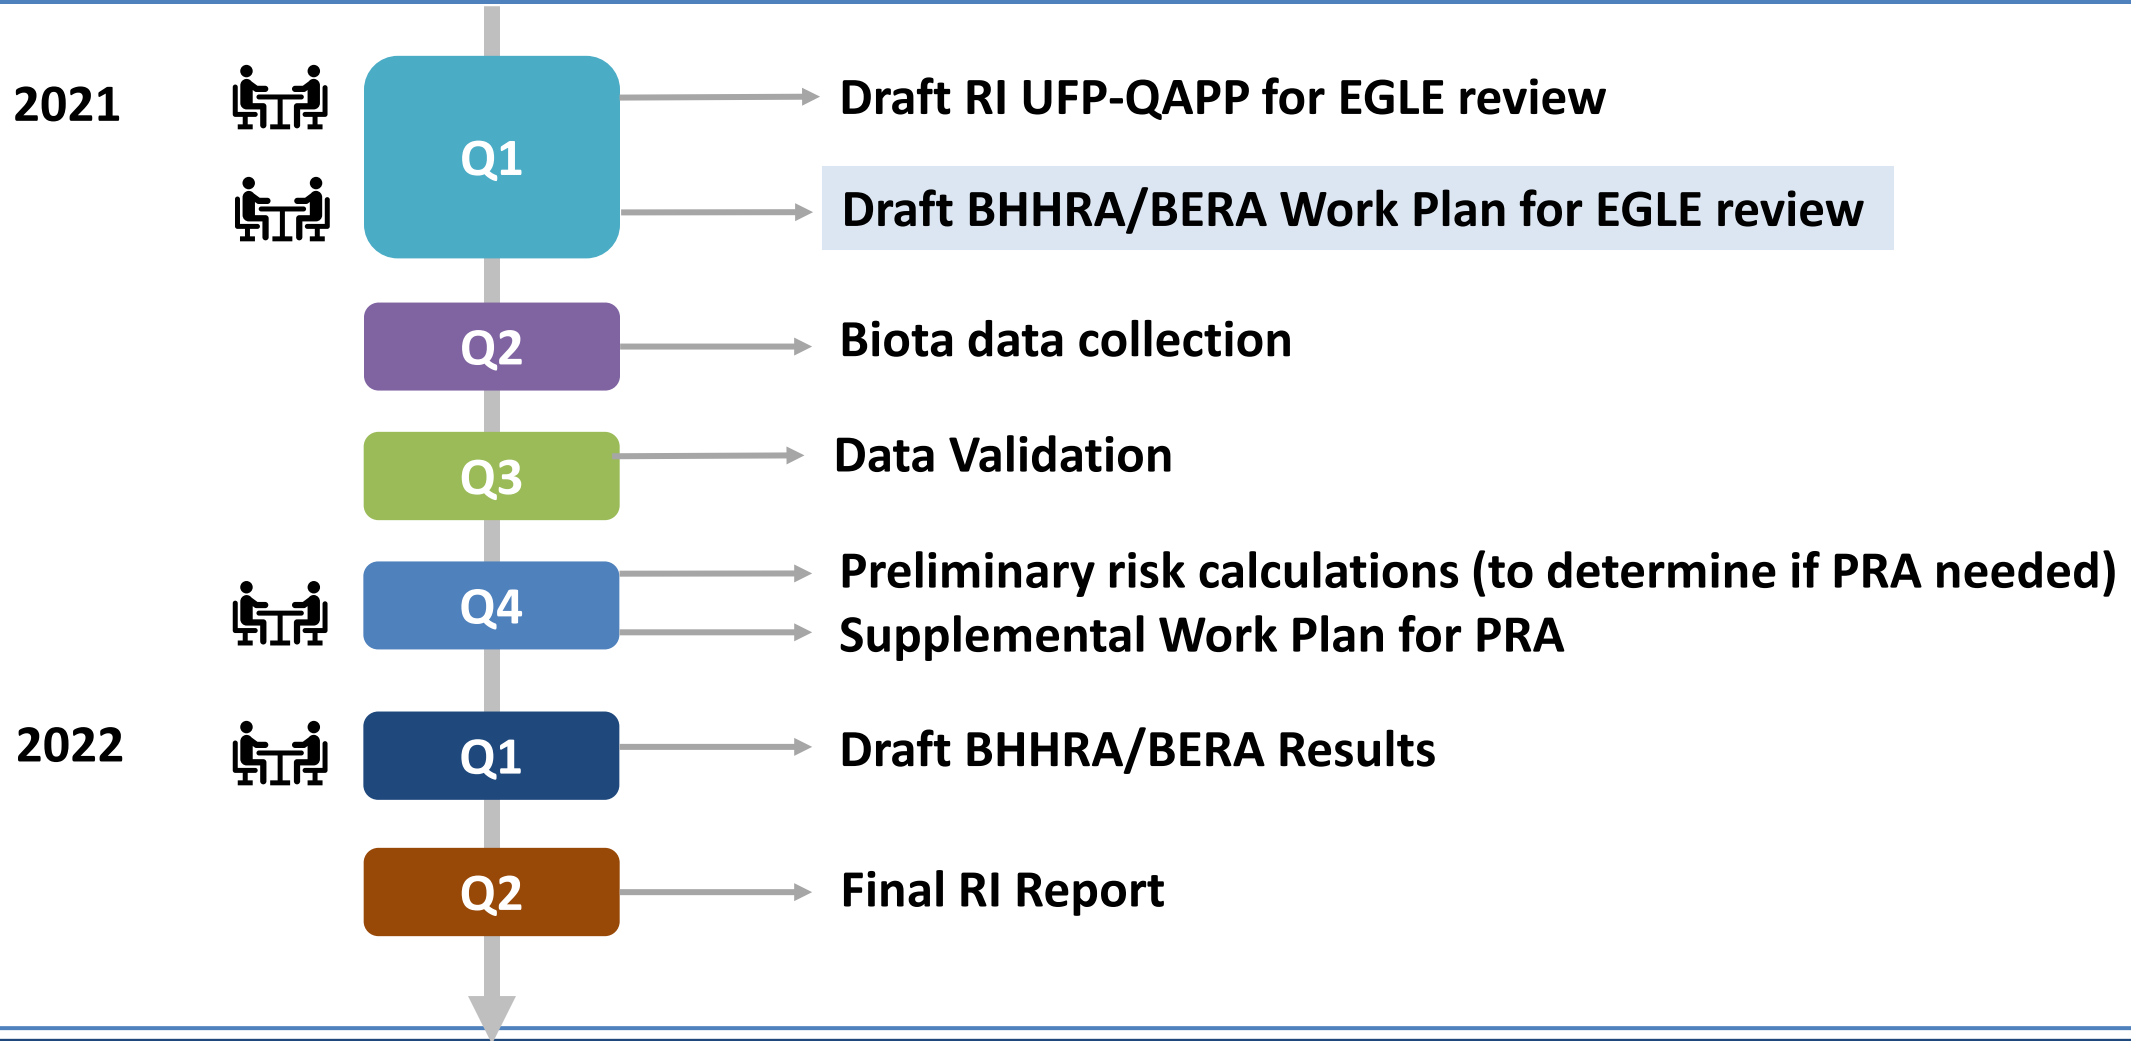 2021
Q1
Draft RI UFP-QAPP for EGLE review
Draft BHHRA/BERA Work Plan for EGLE review
Q2
Biota data collection
Q3
Data Validation
Q4
Preliminary risk calculations (to determine if PRA needed)
Supplemental Work Plan for PRA
2022
Q1
Draft BHHRA/BERA Results
Q2
Final RI Report